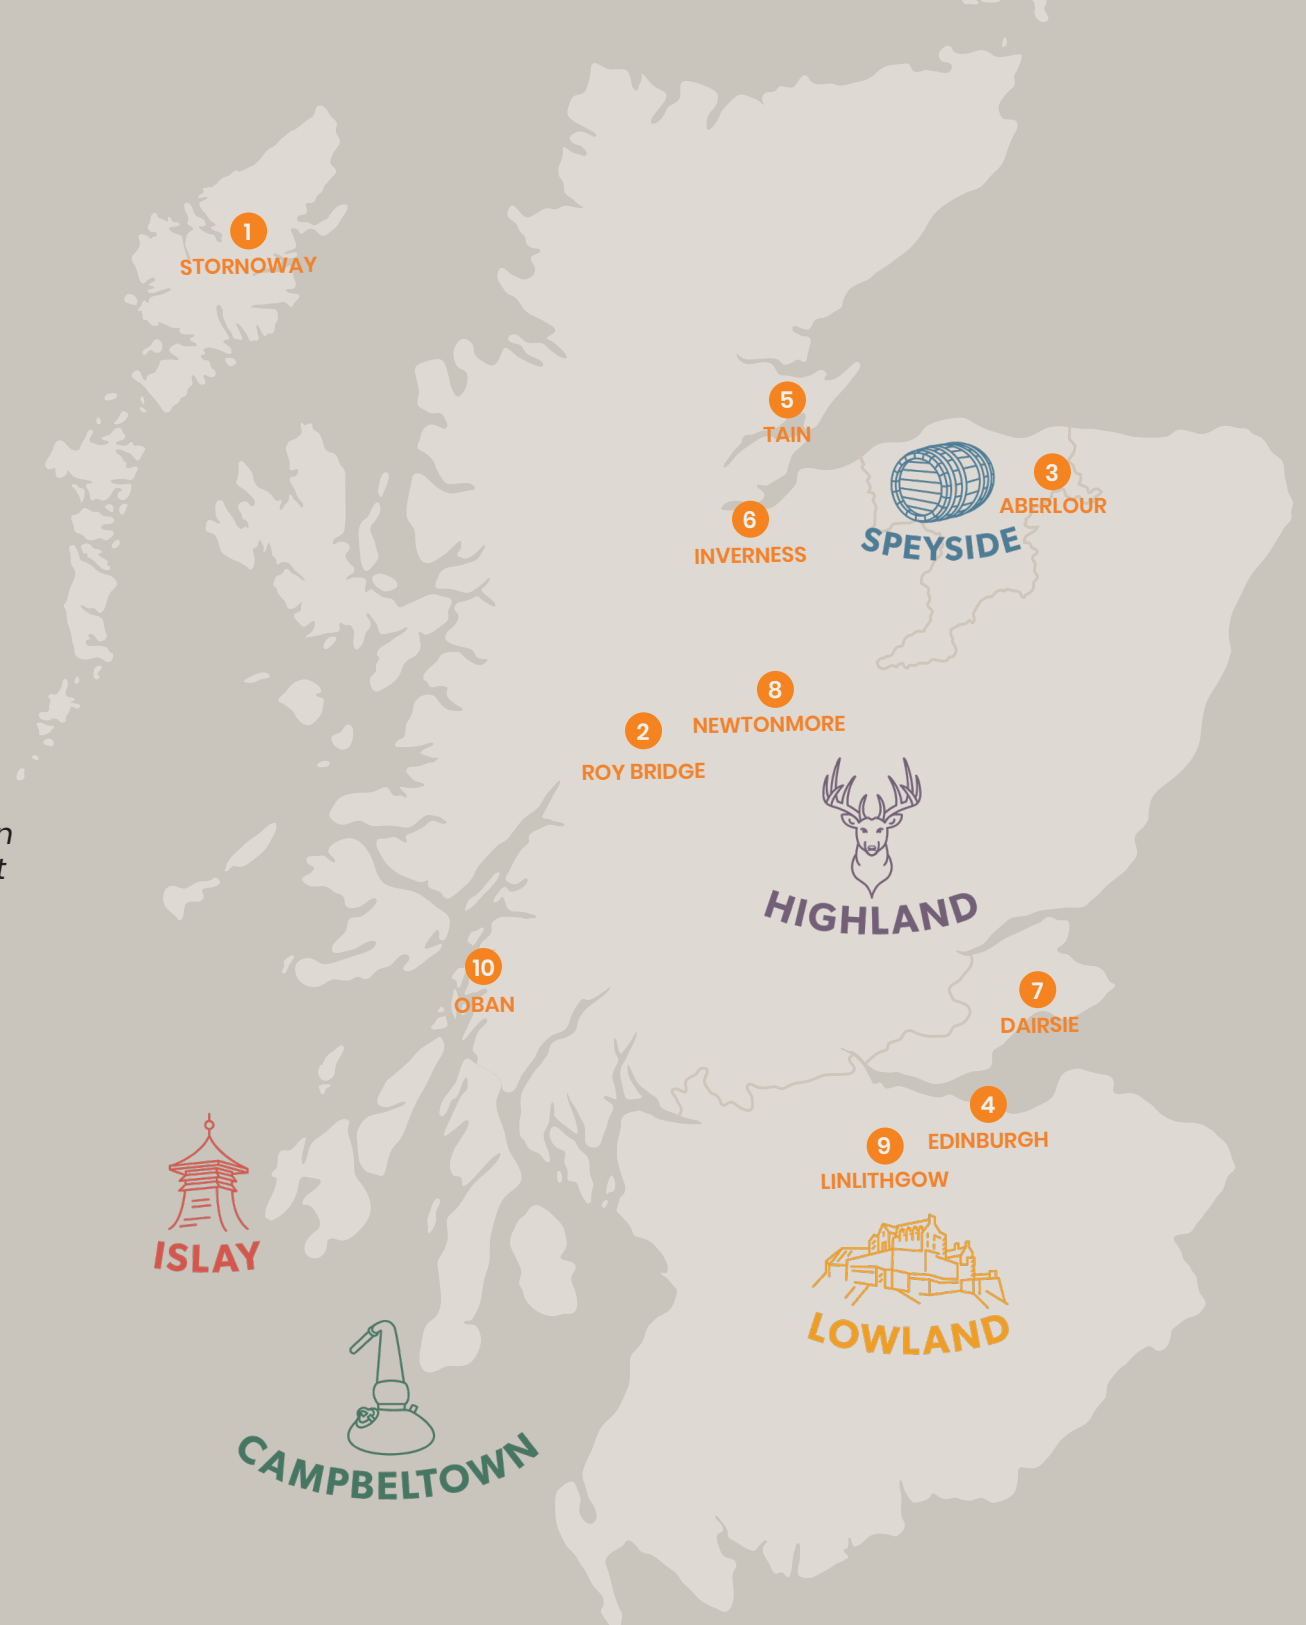 1
STORNOWAY
5
TAIN
3
ABERLOUR
SPEYSIDE
6
INVERNESS
8
NEWTONMORE
2
ROY BRIDGE
n
t
HIGHLAND
10
OBAN
7
DAIRSIE
4
EDINBURGH
9
LINLITHGOW
ISLAY
LOWLAND
CAMPBELTOWN